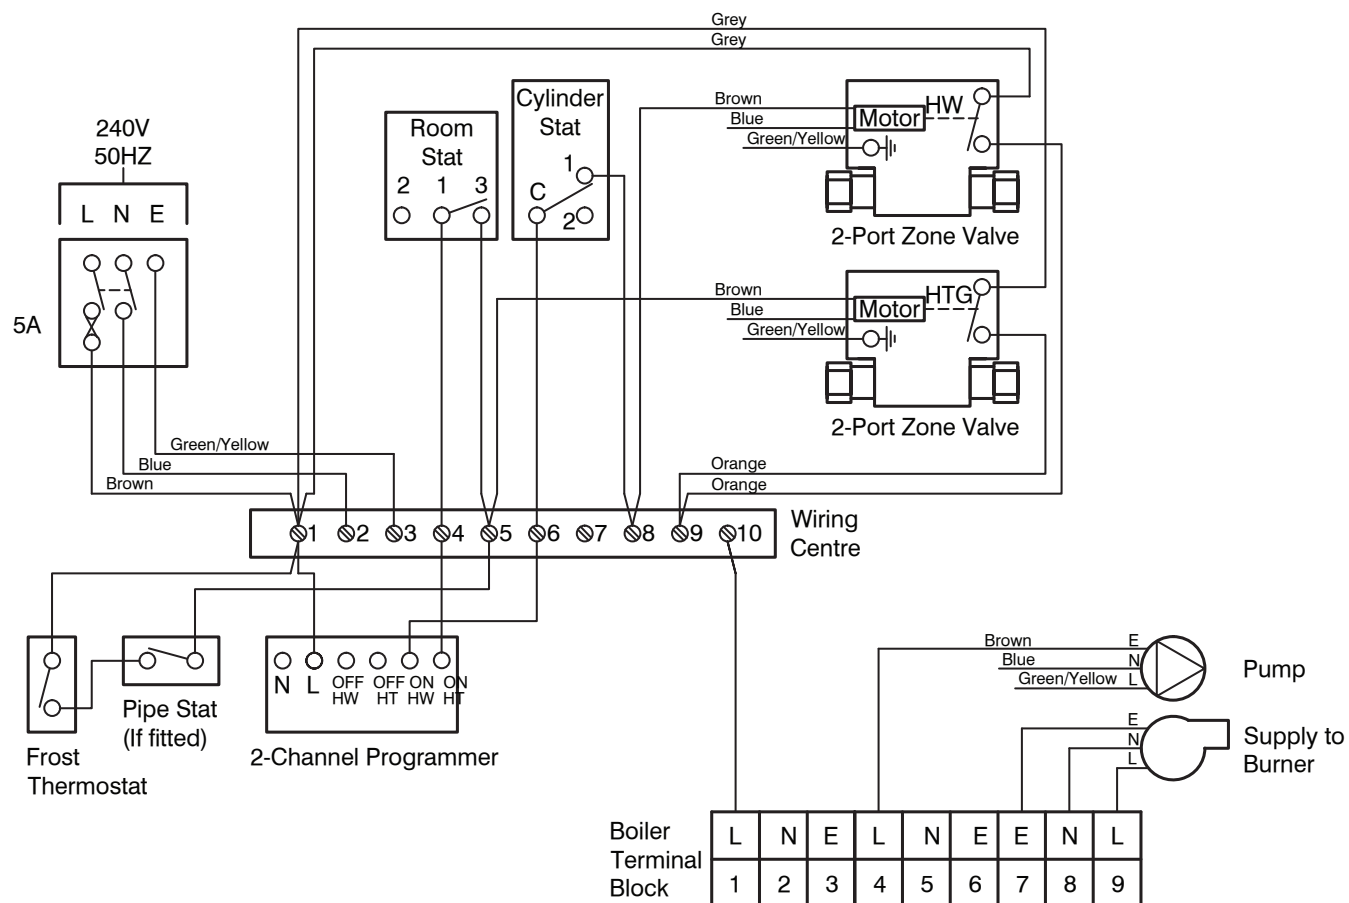 Grey
Grey
240V
50HZ
L N E
5A
Room
Stat
2 1 3
Cylinder
Stat
1
C
2
Brown
Blue
Green/Yellow
Motor
HW
2-Port Zone Valve
Brown
Blue
Green/Yellow
Motor
HTG
2-Port Zone Valve
Green/Yellow
Blue
Brown
Orange
Orange
1 2 3 4 5 6 7 8 9 10
Wiring
Centre
Frost
Thermostat
Pipe Stat
(If fitted)
N L OFF HW OFF HT ON HW ON HT
2-Channel Programmer
Brown E
Blue N
Green/Yellow L
Pump
E
N
L
Supply to
Burner
Boiler
Terminal
Block
L N E L N E E N L
1 2 3 4 5 6 7 8 9